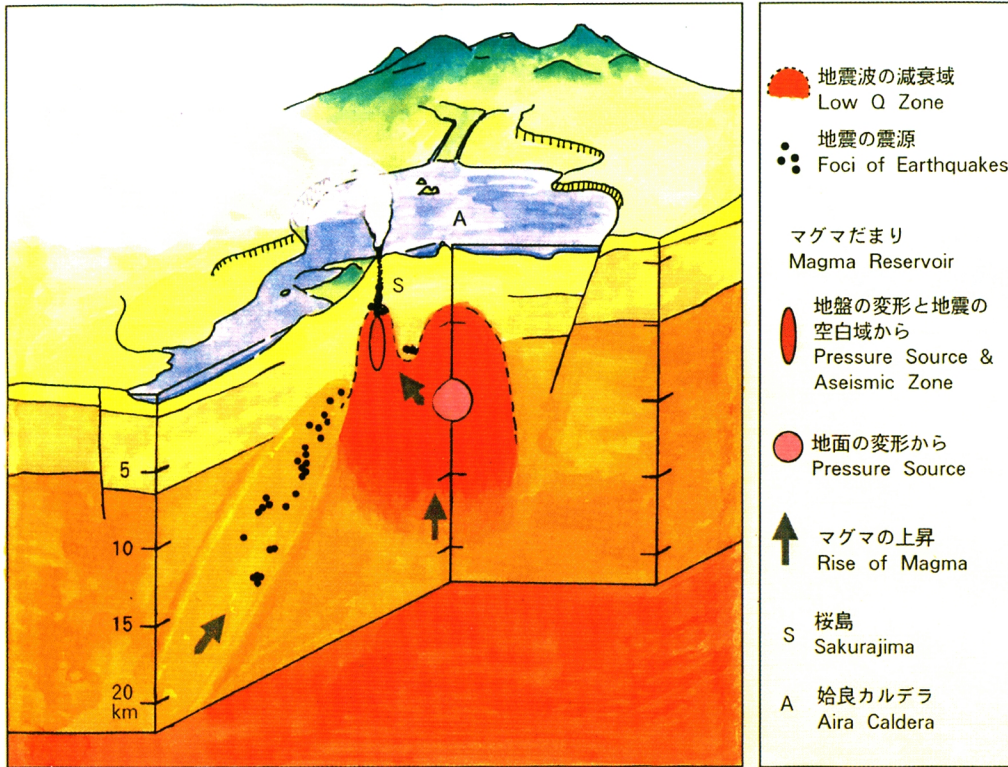 A
S
5
10
15
20
km
地震波の減衰域
Low Q Zone
地震の震源
Foci of Earthquakes
マグマだまり
Magma Reservoir
地盤の変形と地震の
空白域から
Pressure Source &
Aseismic Zone
地面の変形から
Pressure Source
マグマの上昇
Rise of Magma
S 桜島
Sakurajima
A 姶良カルデラ
Aira Caldera